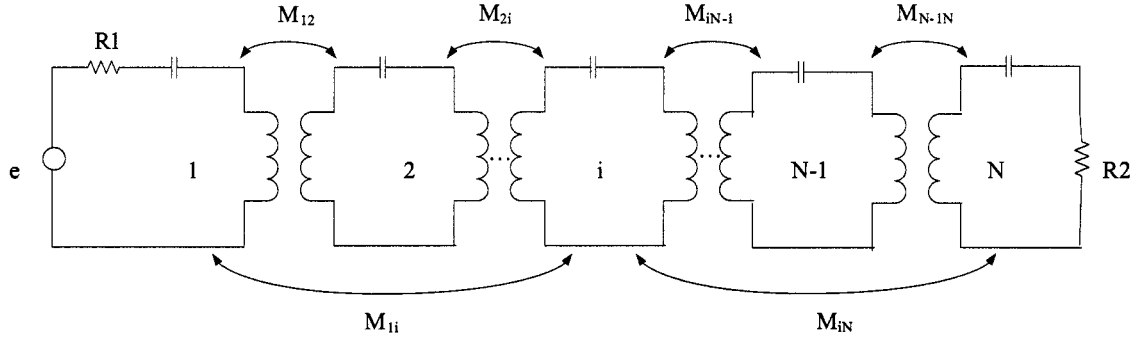 M12 M2i MiN-1 MN-1N
R1
e 1 2 i N-1 N R2
... ...
M1i MiN